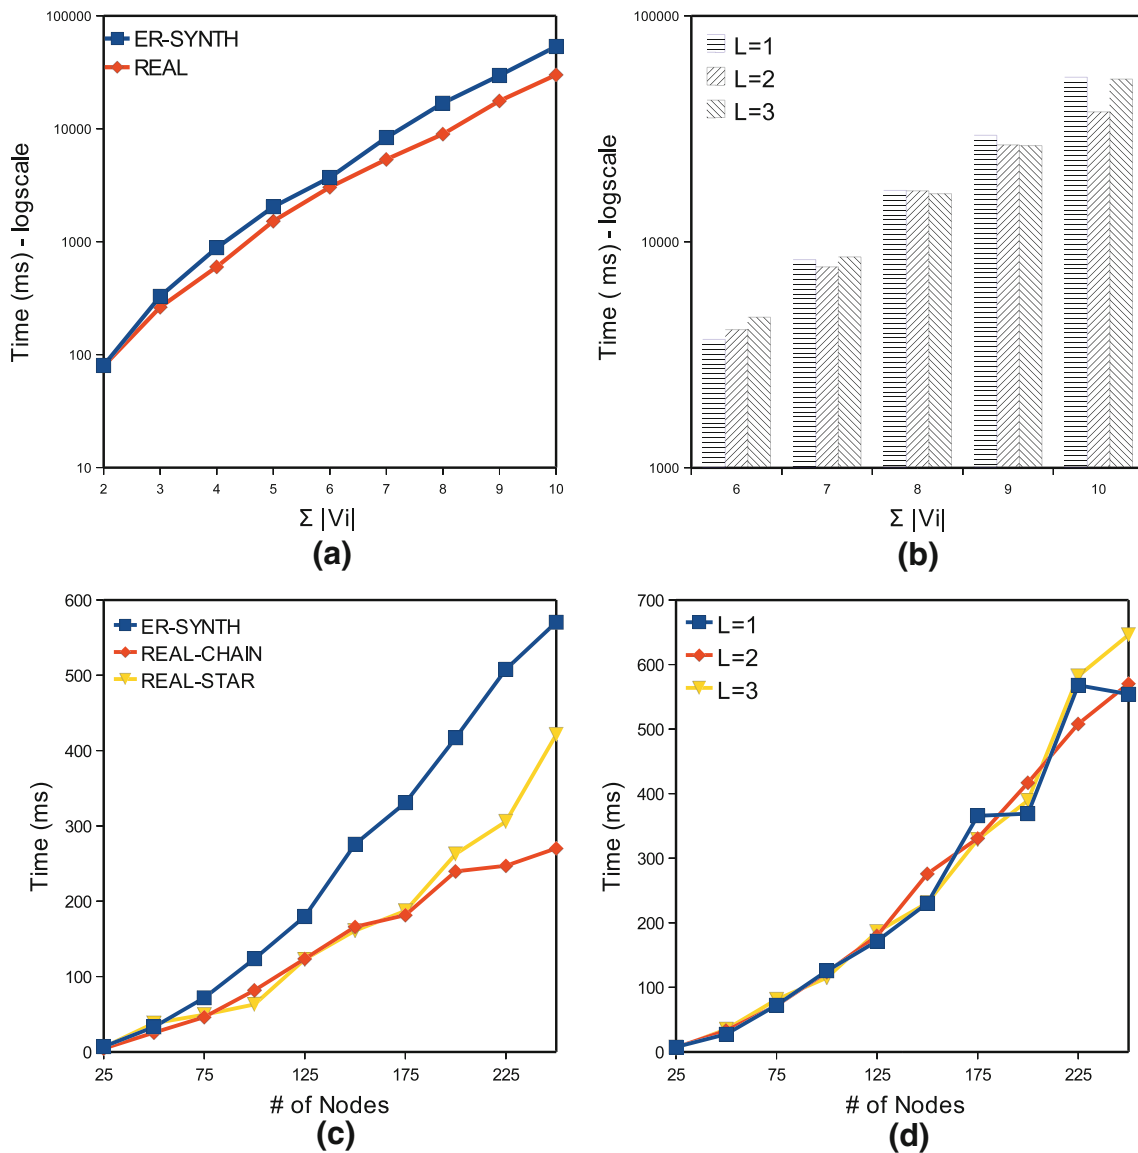 100000
10000
1000
100
10
Time (ms) - logscale
ER-SYNTH
REAL
2 3 4 5 6 7 8 9 10
Σ |Vi|
(a)
100000
10000
1000
Time ( ms) - logscale
L=1
L=2
L=3
6 7 8 9 10
Σ |Vi|
(b)
600
500
400
300
200
100
0
Time (ms)
ER-SYNTH
REAL-CHAIN
REAL-STAR
25 75 125 175 225
# of Nodes
(c)
700
600
500
400
300
200
100
0
Time (ms)
L=1
L=2
L=3
25 75 125 175 225
# of Nodes
(d)